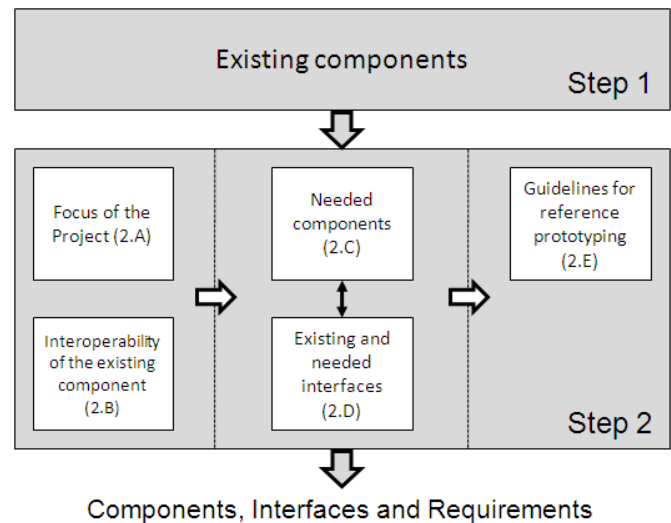 Existing components
Step 1
Focus of the
Project (2.A)
Interoperability
of the existing
component
(2.B)
Needed
components
(2.C)
Existing and
needed
interfaces
(2.D)
Guidelines for
reference
prototyping
(2.E)
Step 2
Components, Interfaces and Requirements